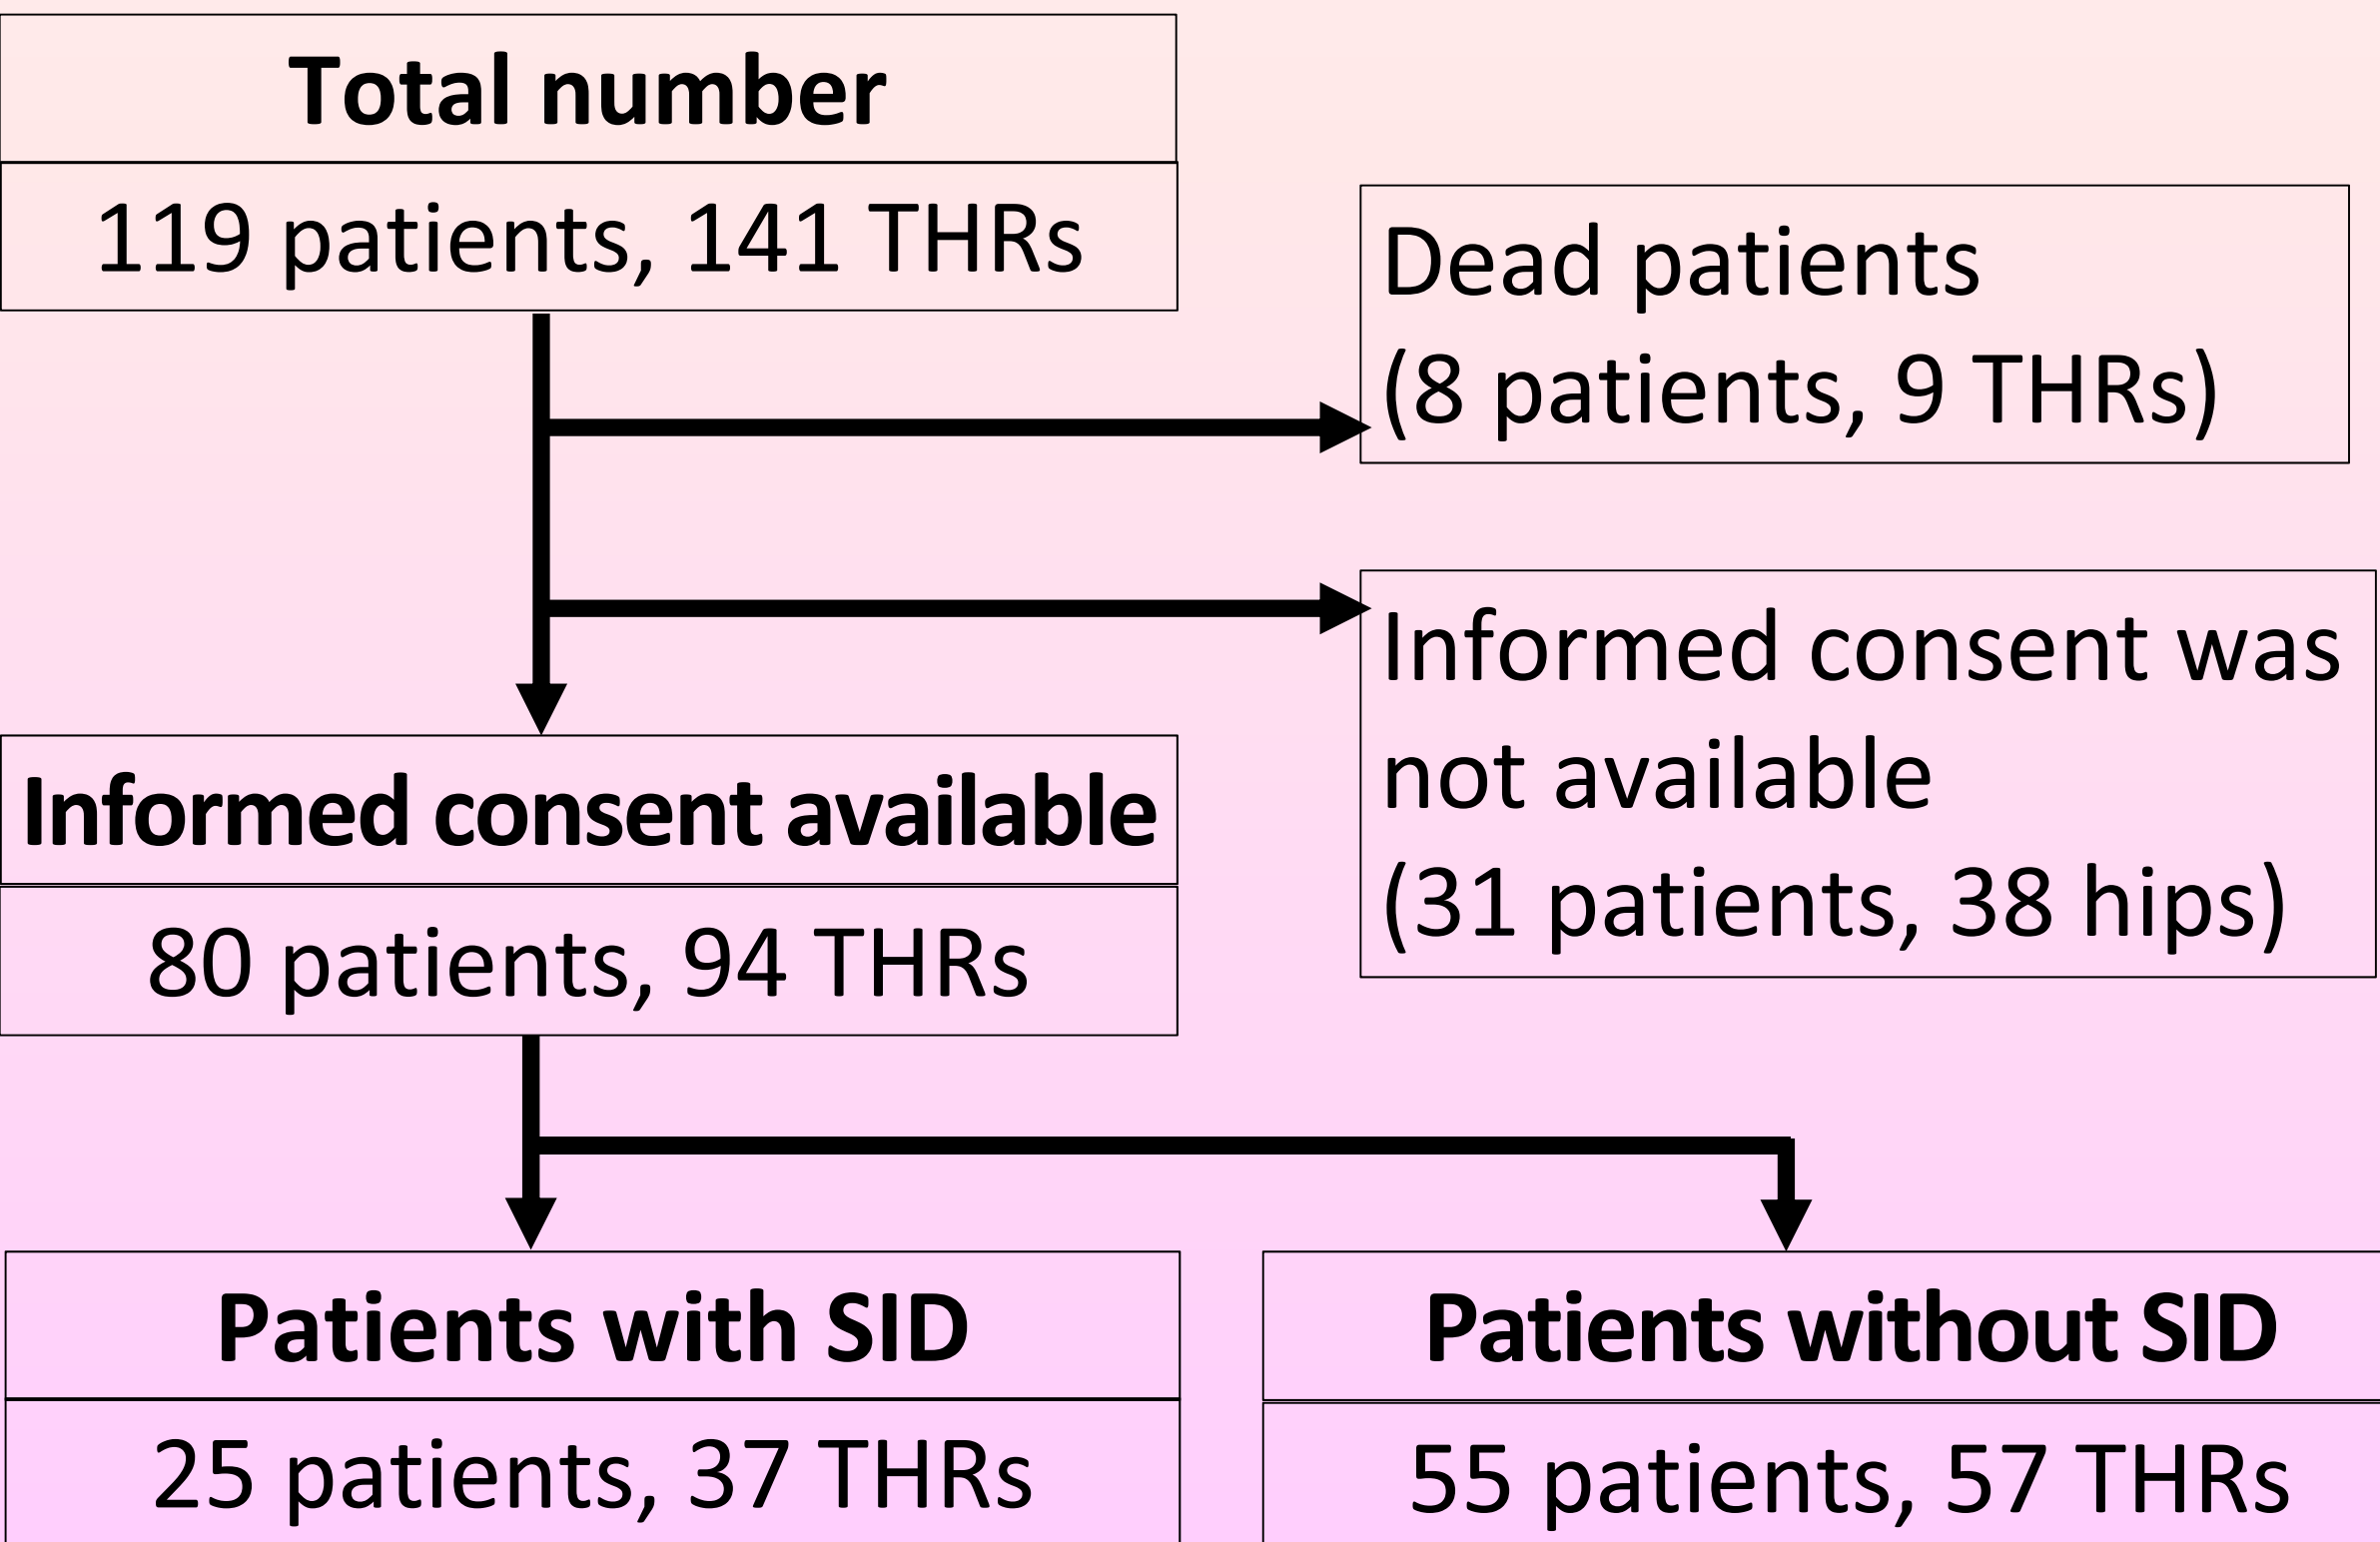 Total number
119 patients, 141 THRs
Dead patients
(8 patients, 9 THRs)
Informed consent was
not available
(31 patients, 38 hips)
Informed consent available
80 patients, 94 THRs
Patients with SID
25 patients, 37 THRs
Patients without SID
55 patients, 57 THRs